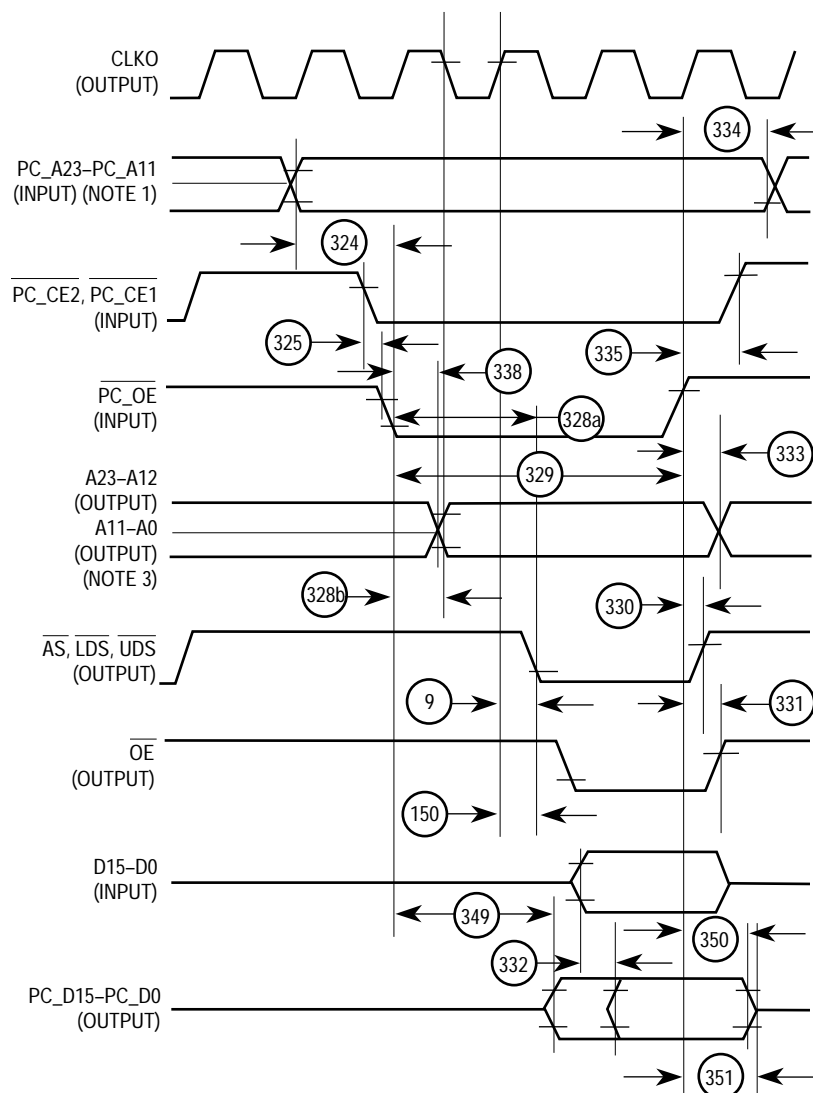 CLKO
(OUTPUT)
334
PC_A23–PC_A11
(INPUT) (NOTE 1)
324
PC_CE2, PC_CE1
(INPUT)
325
338
335
PC_OE
(INPUT)
328a
333
329
A23–A12
(OUTPUT)
A11–A0
(OUTPUT)
(NOTE 3)
328b
330
AS, LDS, UDS
(OUTPUT)
9
331
OE
(OUTPUT)
150
D15–D0
(INPUT)
349
350
332
PC_D15–PC_D0
(OUTPUT)
351